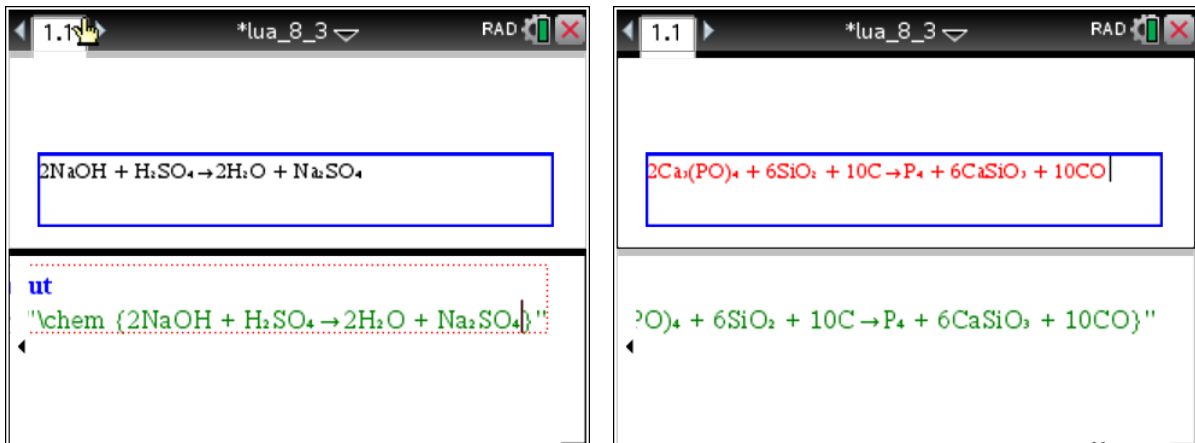 1.1 *lua_8_3 RAD
2NaOH + H₂SO₄→2H₂O + Na₂SO₄
ut
"\chem {2NaOH + H₂SO₄→2H₂O + Na₂SO₄}"
1.1 *lua_8_3 RAD
2Ca₃(PO)₄ + 6SiO₂ + 10C→P₄ + 6CaSiO₃ + 10CO
PO)₄ + 6SiO₂ + 10C→P₄ + 6CaSiO₃ + 10CO}"